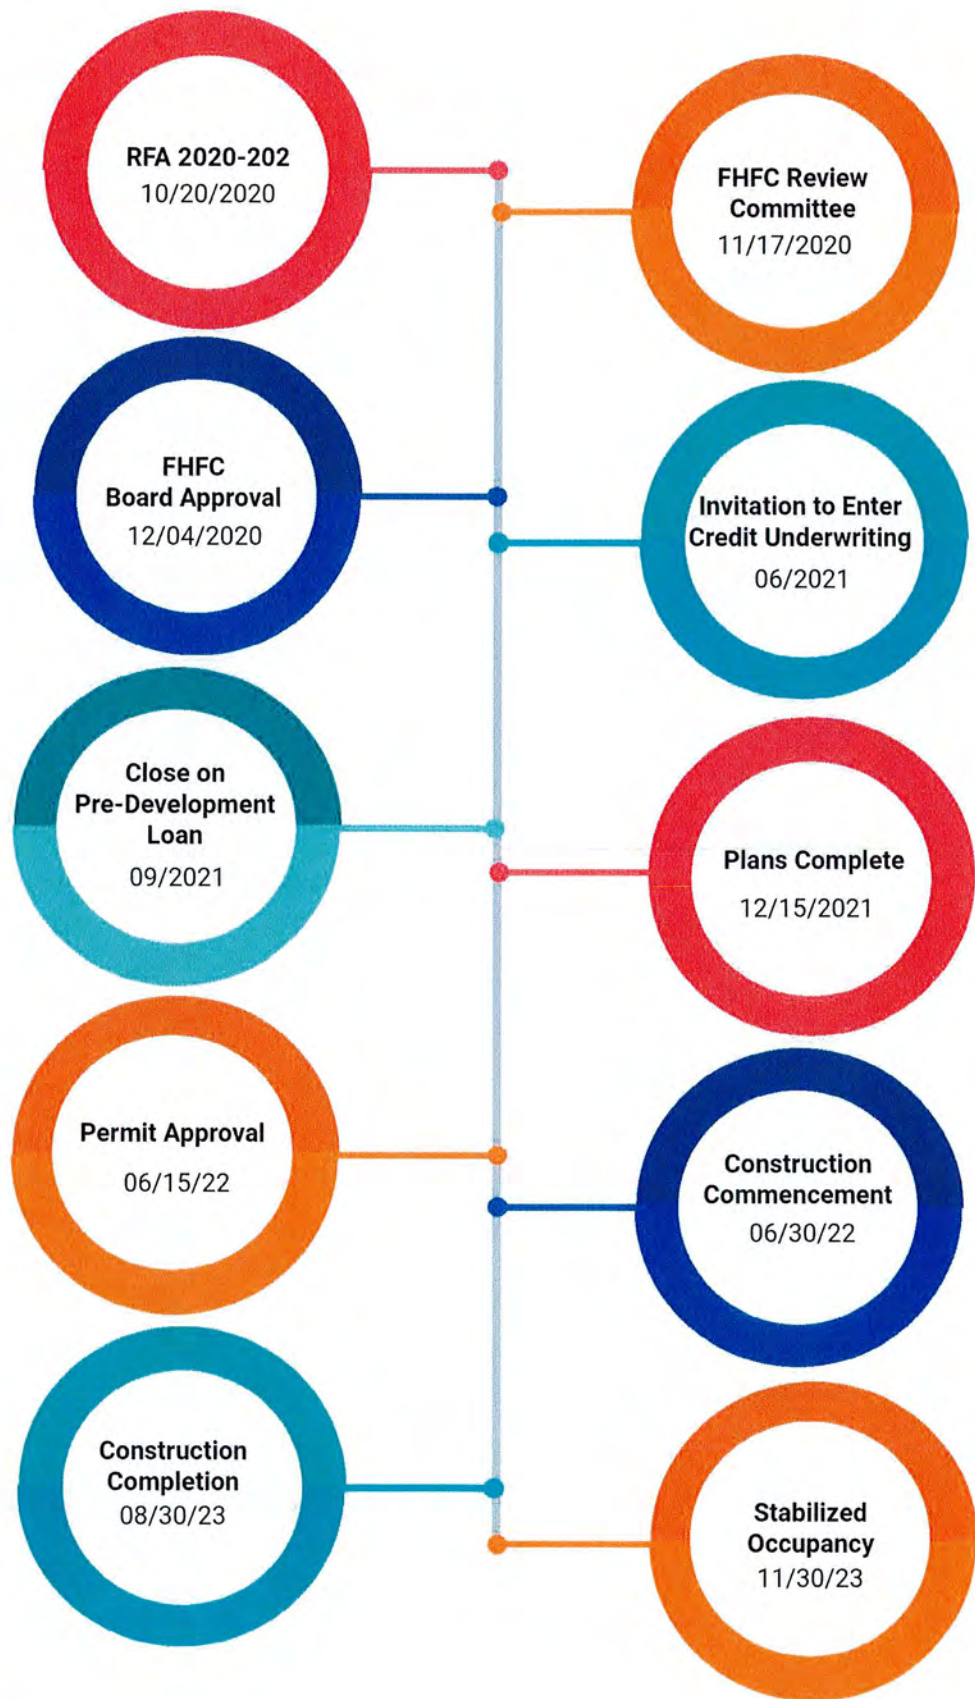 RFA 2020-202
10/20/2020
FHFC Review
Committee
11/17/2020
FHFC
Board Approval
12/04/2020
Invitation to Enter
Credit Underwriting
06/2021
Close on
Pre-Development
Loan
09/2021
Plans Complete
12/15/2021
Permit Approval
06/15/22
Construction
Commencement
06/30/22
Construction
Completion
08/30/23
Stabilized
Occupancy
11/30/23